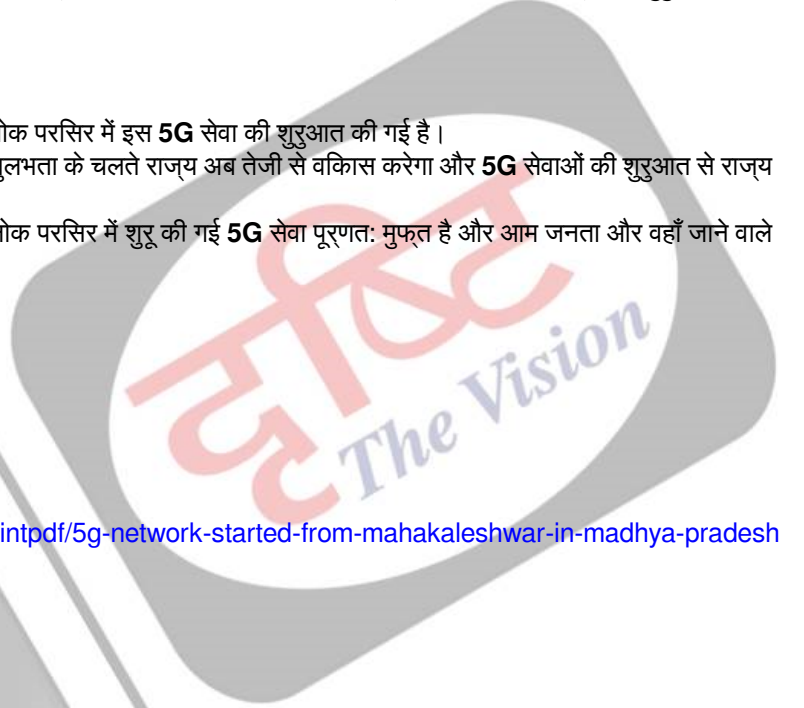 ोक परसिर में इस 5G सेवा की शुरुआत की गई है।
ुलभता के चलते राज्य अब तेजी से वकिास करेगा और 5G सेवाओं की शुरुआत से राज्य
ोक परसिर में शुरू की गई 5G सेवा पूर्णत: मुफ्त है और आम जनता और वहाँ जाने वाले
दृष्टि
The Vision
intpdf/5g-network-started-from-mahakaleshwar-in-madhya-pradesh